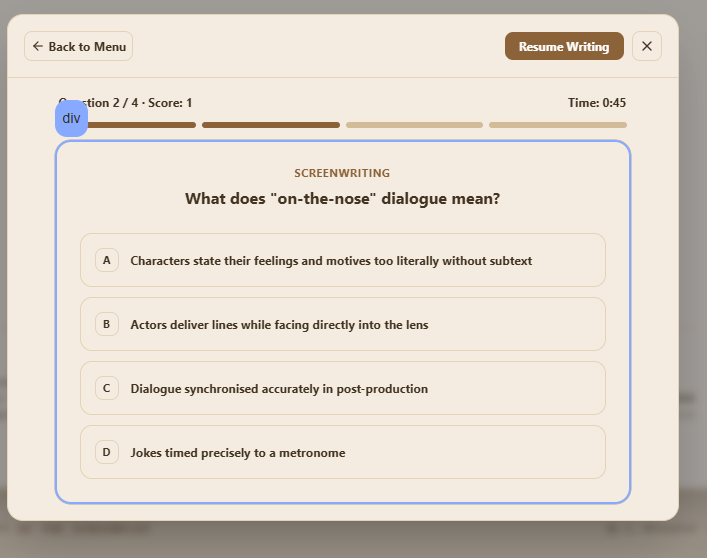 ← Back to Menu
Resume Writing
stion 2 / 4 · Score: 1
Time: 0:45
div
SCREENWRITING
What does "on-the-nose" dialogue mean?
A Characters state their feelings and motives too literally without subtext
B Actors deliver lines while facing directly into the lens
C Dialogue synchronised accurately in post-production
D Jokes timed precisely to a metronome